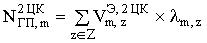 N^{2 ЦК}_{ГП, m} = ∑_{z∈Z} V^{Э, 2 ЦК}_{m, z} × λ_{m, z}